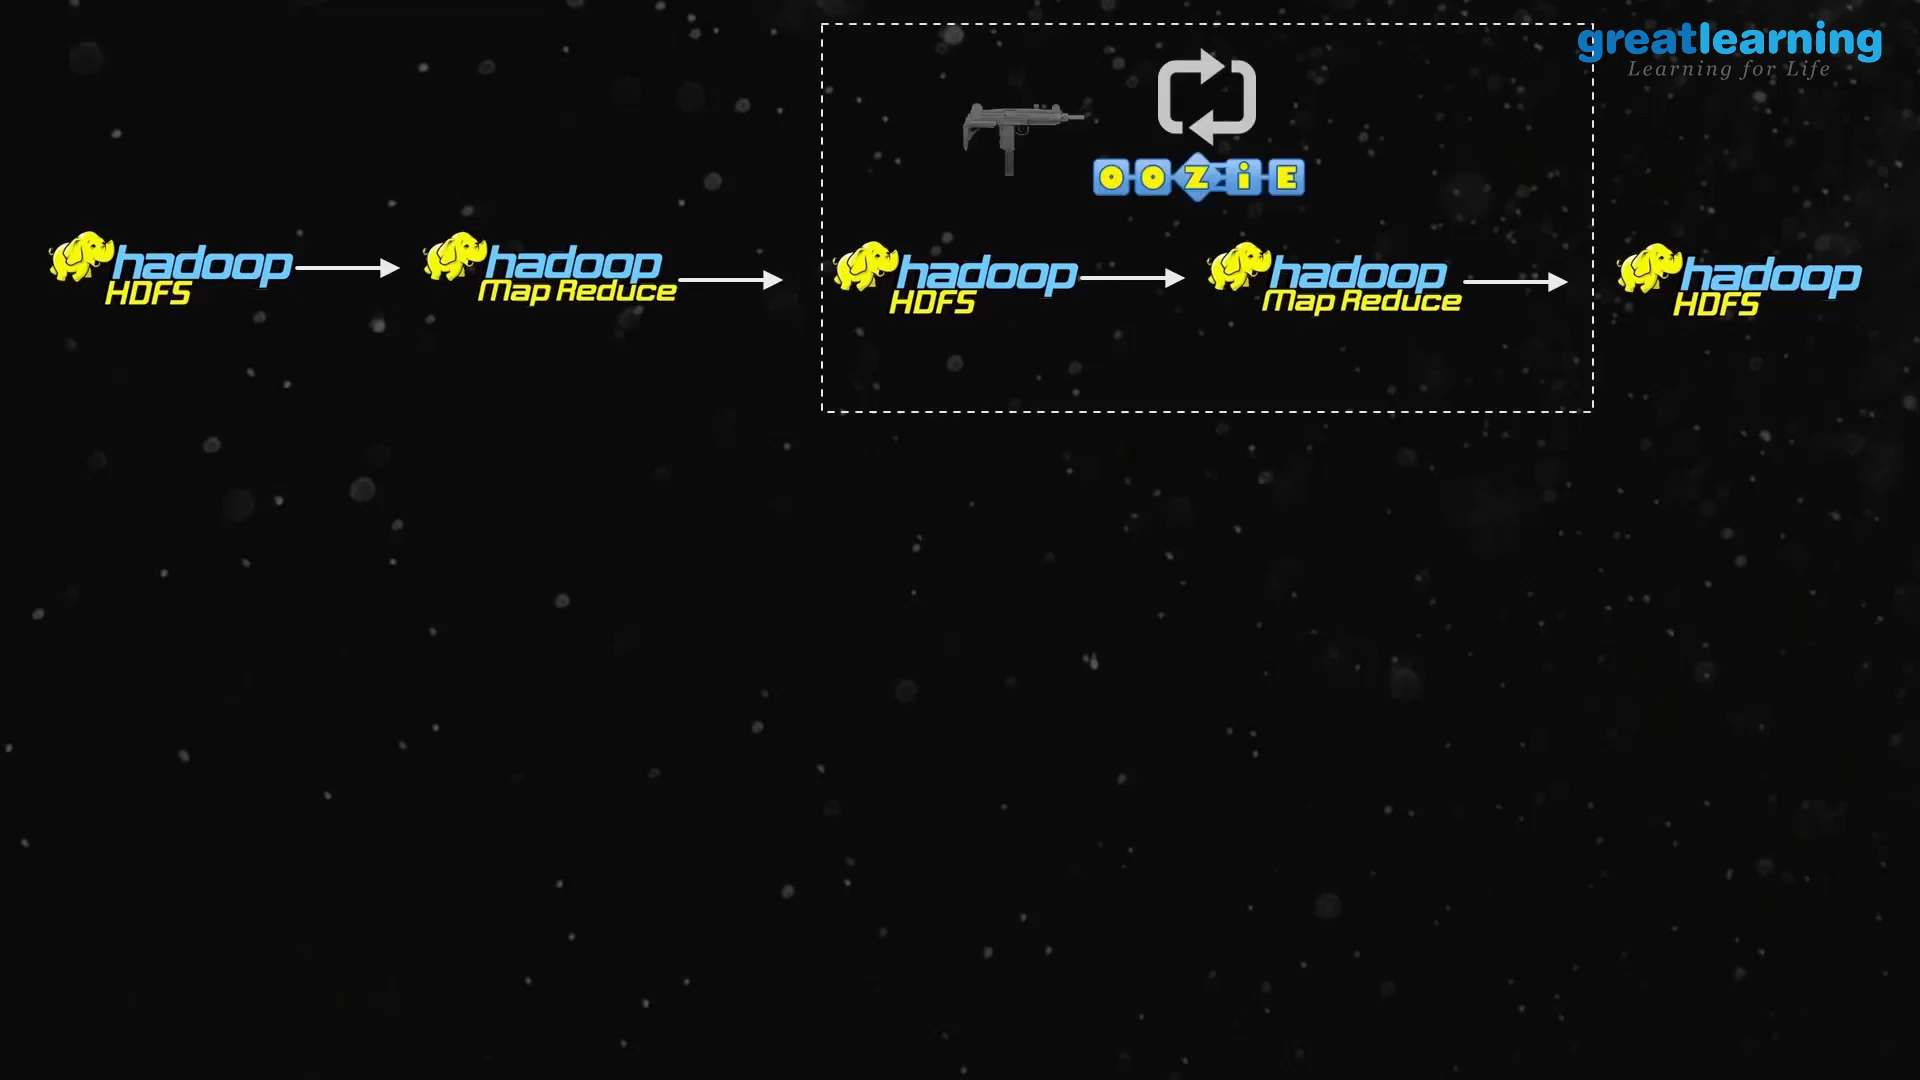 greatlearning
Learning for Life
OOZiE
hadoop
HDFS
hadoop
Map Reduce
hadoop
HDFS
hadoop
Map Reduce
hadoop
HDFS